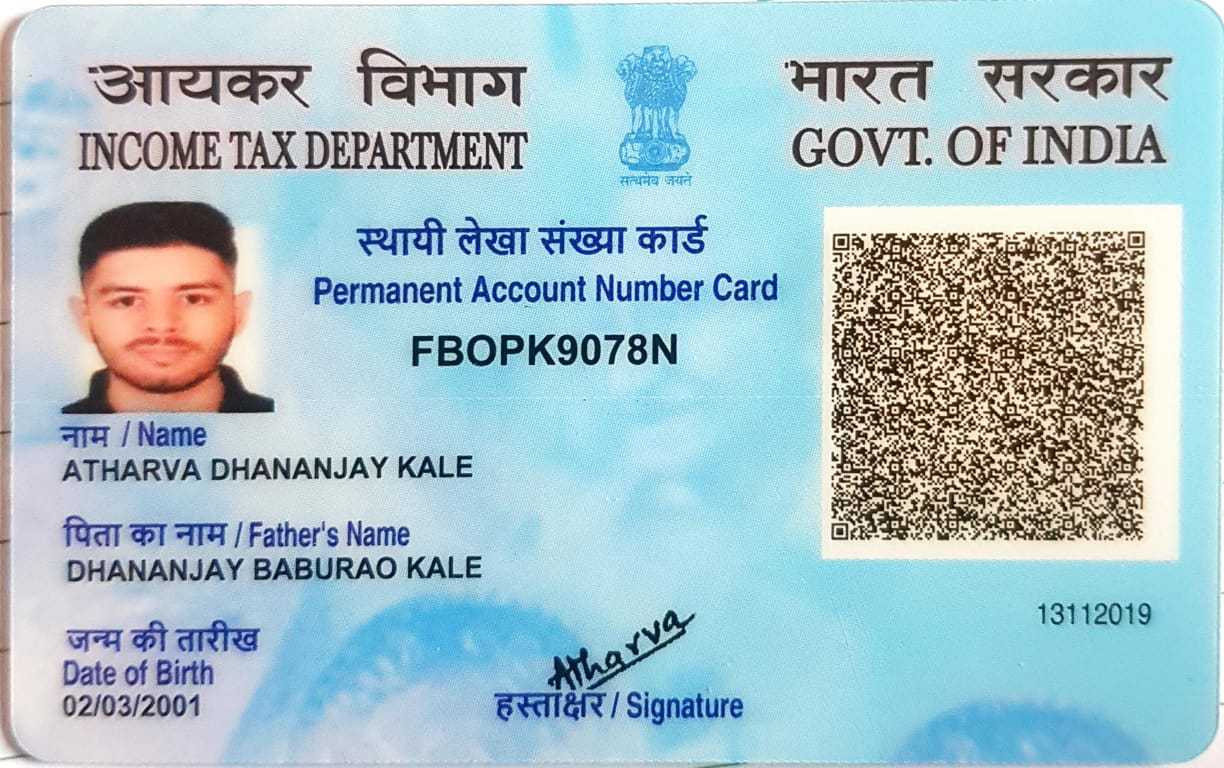 आयकर विभाग
INCOME TAX DEPARTMENT
सत्यमेव जयते
भारत सरकार
GOVT. OF INDIA
स्थायी लेखा संख्या कार्ड
Permanent Account Number Card
FBOPK9078N
नाम / Name
ATHARVA DHANANJAY KALE
पिता का नाम / Father's Name
DHANANJAY BABURAO KALE
जन्म की तारीख
Date of Birth
02/03/2001
Atharva
हस्ताक्षर / Signature
13112019